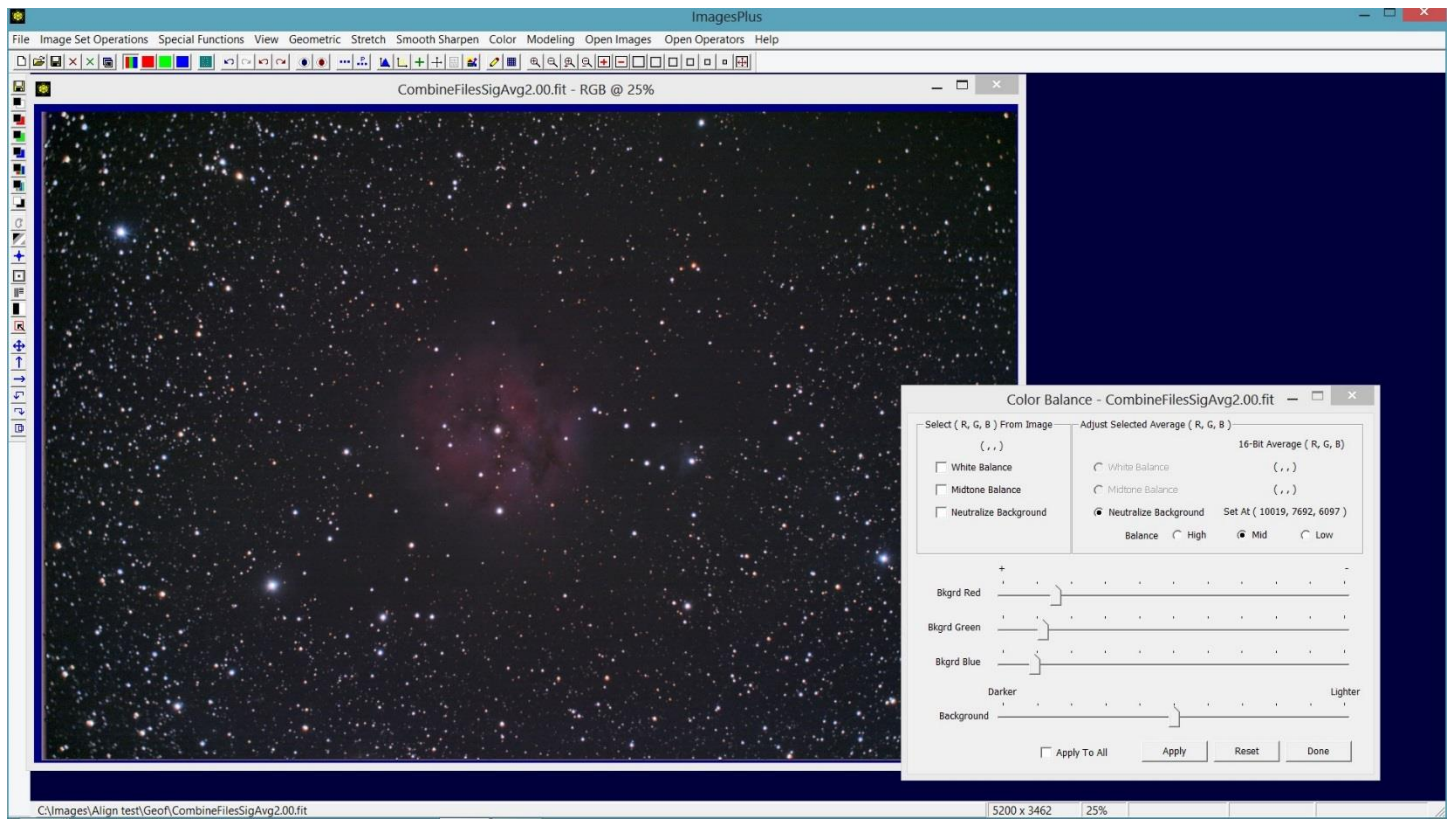 ImagesPlus
File Image Set Operations Special Functions View Geometric Stretch Smooth Sharpen Color Modeling Open Images Open Operators Help
CombineFilesSigAvg2.00.fit - RGB @ 25%
Color Balance - CombineFilesSigAvg2.00.fit
Select ( R, G, B ) From Image
Adjust Selected Average ( R, G, B )
( , , )
16-Bit Average ( R, G, B)
White Balance
White Balance ( , , )
Midtone Balance
Midtone Balance ( , , )
Neutralize Background
Neutralize Background Set At ( 10019, 7692, 6097 )
Balance High Mid Low
+ -
Bkgrd Red
Bkgrd Green
Bkgrd Blue
Darker Lighter
Background
Apply To All Apply Reset Done
C:\Images\Align test\Geof\CombineFilesSigAvg2.00.fit 5200 x 3462 25%